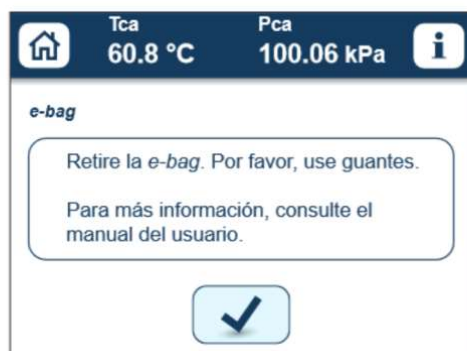 Tca Pca
60.8 °C 100.06 kPa
i
e-bag
Retire la e-bag. Por favor, use guantes.
Para más información, consulte el
manual del usuario.